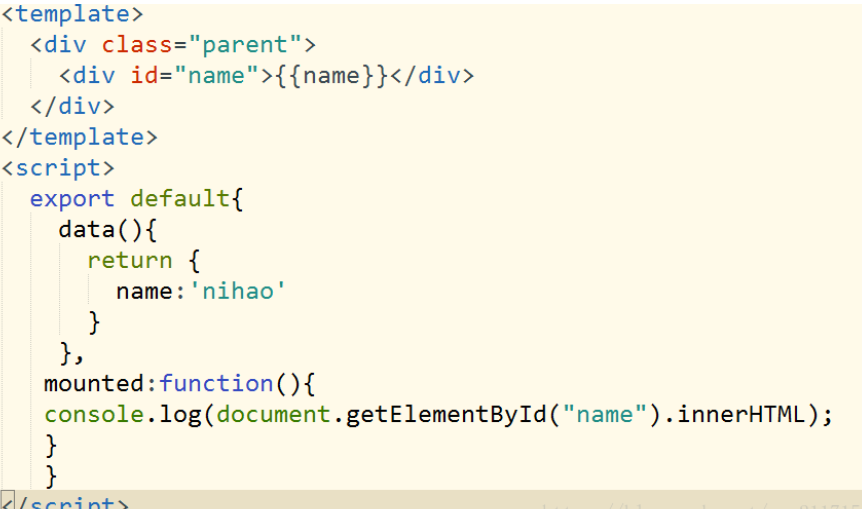 <template>
  <div class="parent">
    <div id="name">{{name}}</div>
  </div>
</template>
<script>
  export default{
    data(){
      return {
        name:'nihao'
      }
    },
   mounted:function(){
   console.log(document.getElementById("name").innerHTML);
   }
   }
</script>